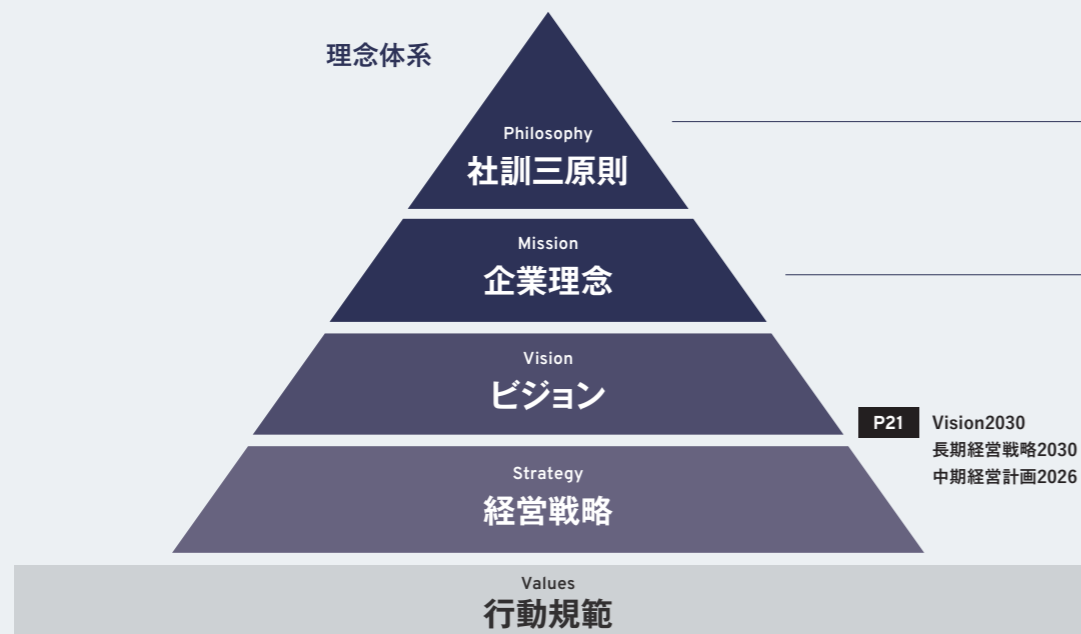 理念体系
Philosophy
社訓三原則
Mission
企業理念
Vision
ビジョン
P21 Vision2030
長期経営戦略2030
中期経営計画2026
Strategy
経営戦略
Values
行動規範